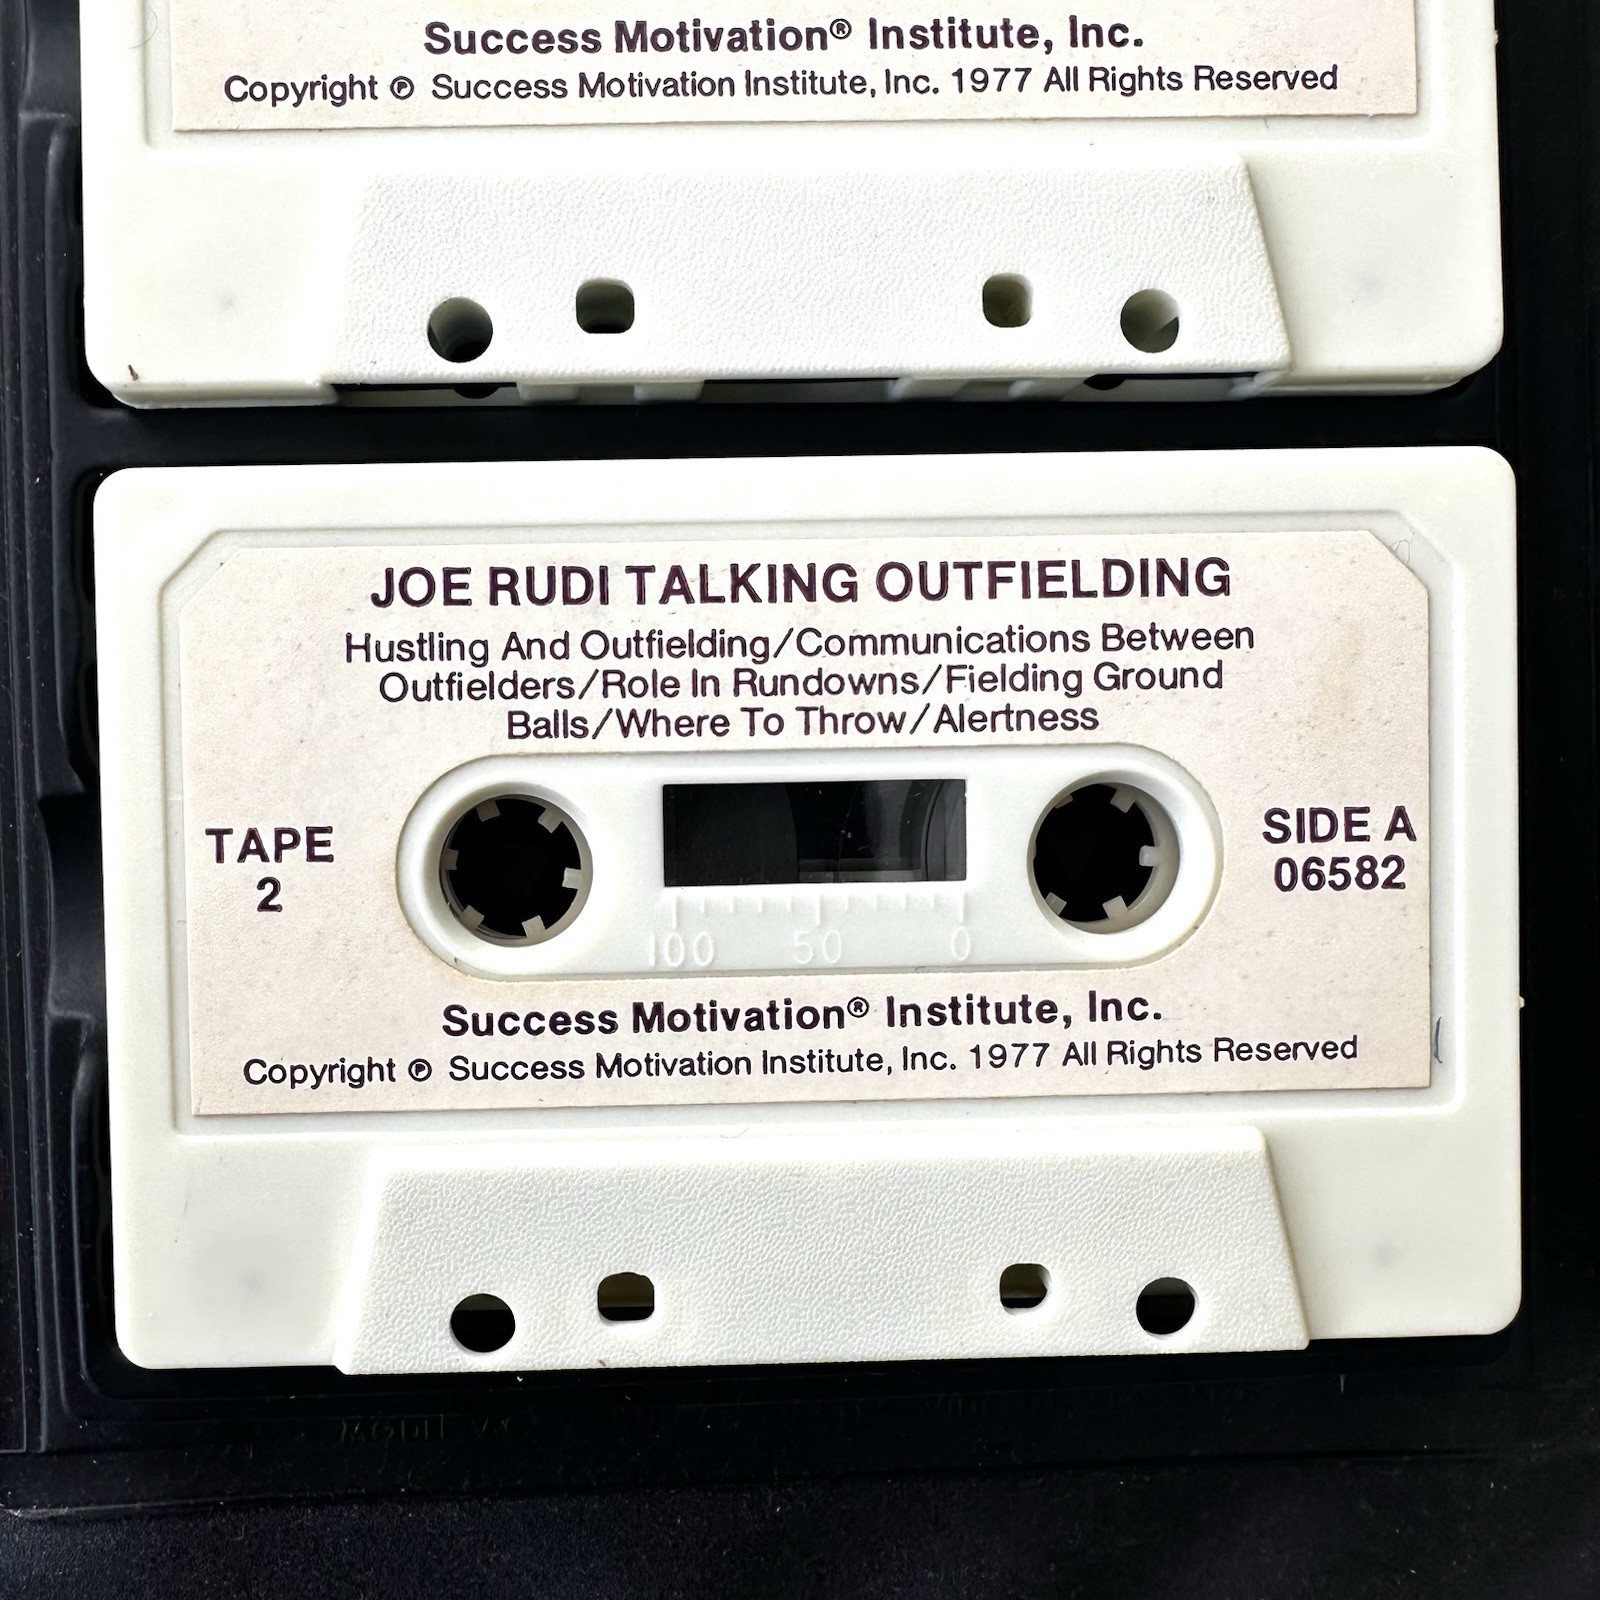 Success Motivation® Institute, Inc.
Copyright ℗ Success Motivation Institute, Inc. 1977 All Rights Reserved
JOE RUDI TALKING OUTFIELDING
Hustling And Outfielding/Communications Between
Outfielders/Role In Rundowns/Fielding Ground
Balls/Where To Throw/Alertness
TAPE
2
SIDE A
06582
100 50 0
Success Motivation® Institute, Inc.
Copyright ℗ Success Motivation Institute, Inc. 1977 All Rights Reserved